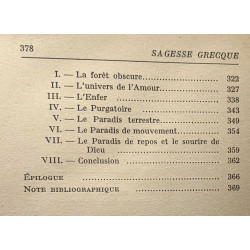 378 SAGESSE GRECQUE
I. — La forêt obscure 323
II. — L'univers de l'Amour 327
III. — L'Enfer 338
IV. — Le Purgatoire 343
V. — Le Paradis terrestre 349
VI. — Le Paradis de mouvement 354
VII. — Le Paradis de repos et le sourire de
Dieu 359
VIII. — Conclusion 362
ÉPILOGUE 366
NOTE BIBLIOGRAPHIQUE 369